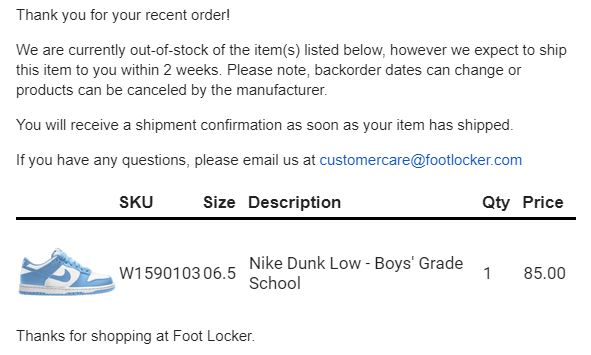 Thank you for your recent order!
We are currently out-of-stock of the item(s) listed below, however we expect to ship
this item to you within 2 weeks. Please note, backorder dates can change or
products can be canceled by the manufacturer.
You will receive a shipment confirmation as soon as your item has shipped.
If you have any questions, please email us at customercare@footlocker.com
SKU Size Description Qty Price
W1590103 06.5 Nike Dunk Low - Boys' Grade
School 1 85.00
Thanks for shopping at Foot Locker.